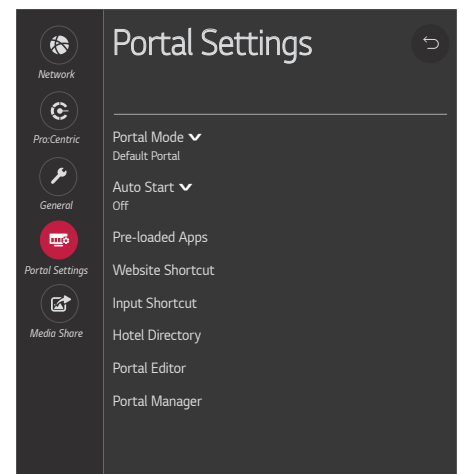 Portal Settings
Network
Pro:Centric
General
Portal Settings
Media Share
Portal Mode
Default Portal
Auto Start
Off
Pre-loaded Apps
Website Shortcut
Input Shortcut
Hotel Directory
Portal Editor
Portal Manager